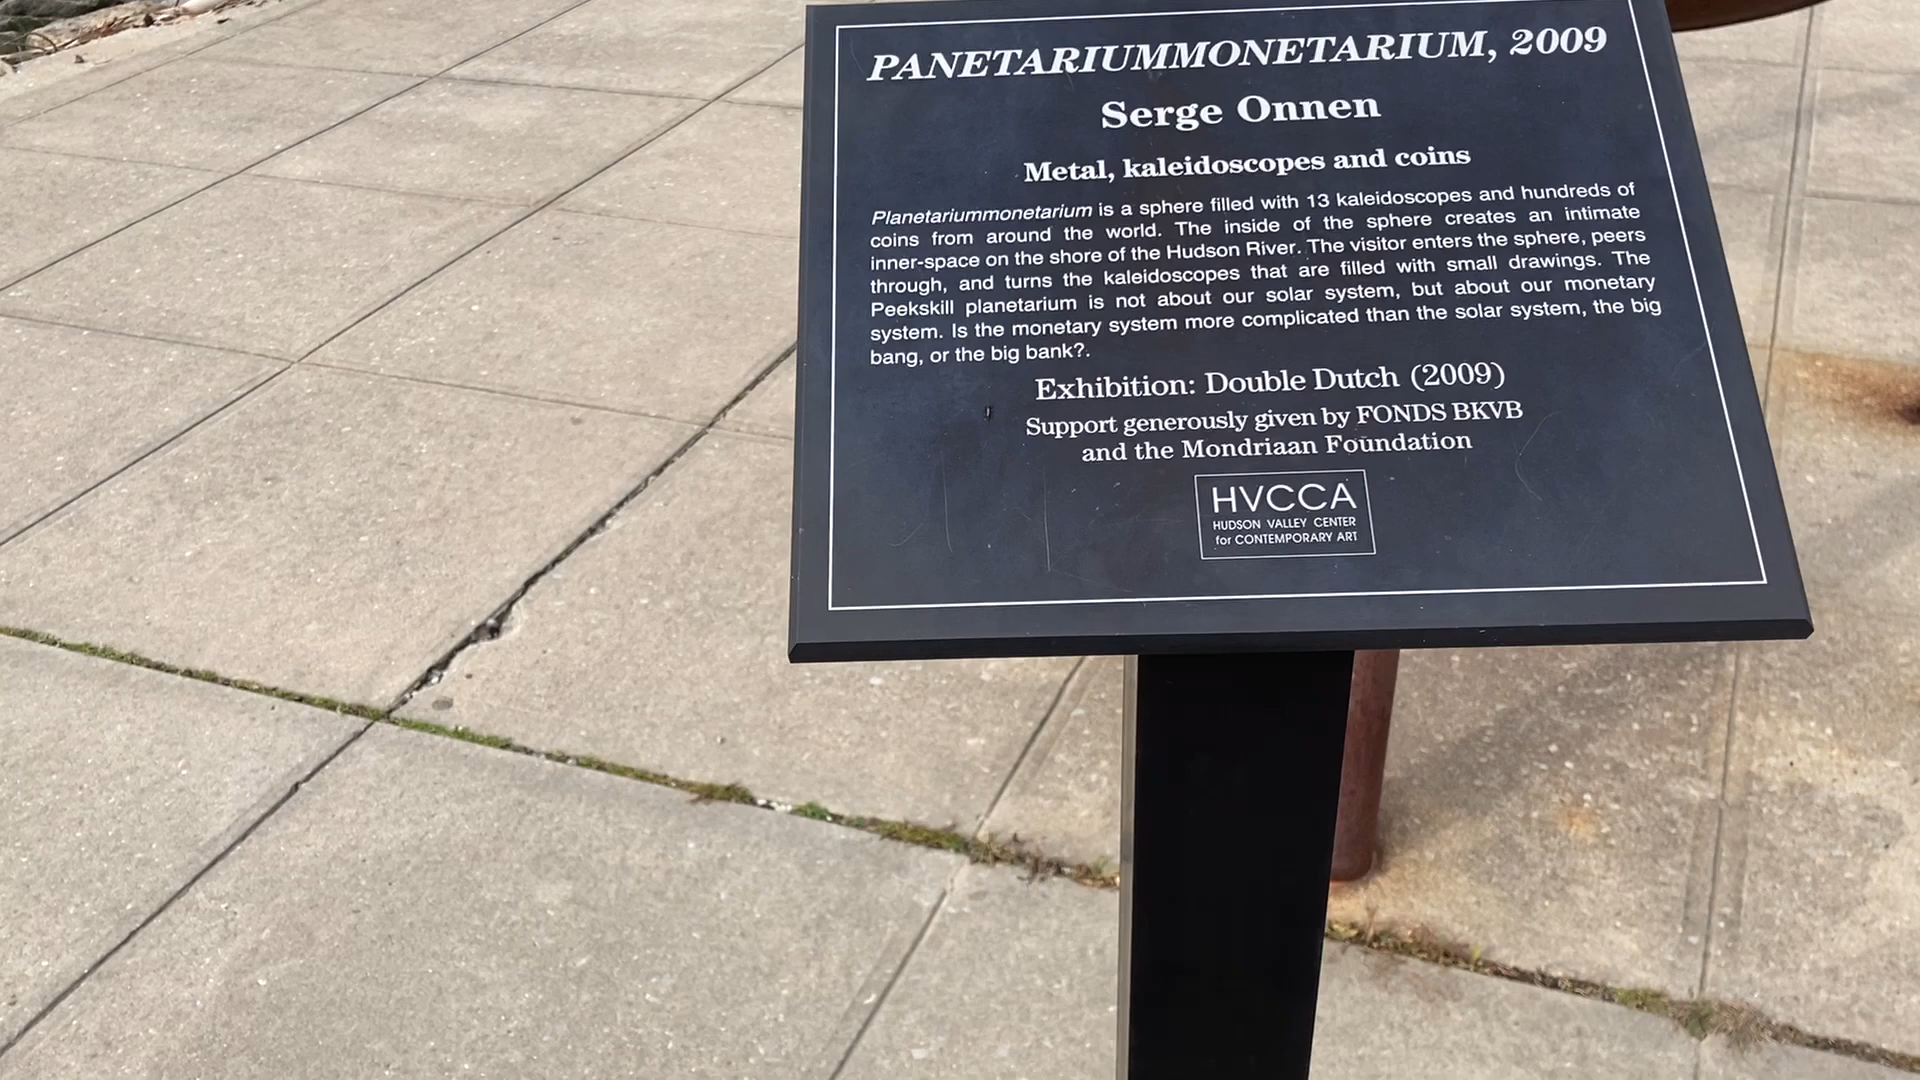 PANETARIUMMONETARIUM, 2009
Serge Onnen
Metal, kaleidoscopes and coins
Planetariummonetarium is a sphere filled with 13 kaleidoscopes and hundreds of
coins from around the world. The inside of the sphere creates an intimate
inner-space on the shore of the Hudson River. The visitor enters the sphere, peers
through, and turns the kaleidoscopes that are filled with small drawings. The
Peekskill planetarium is not about our solar system, but about our monetary
system. Is the monetary system more complicated than the solar system, the big
bang, or the big bank?.
Exhibition: Double Dutch (2009)
Support generously given by FONDS BKVB
and the Mondriaan Foundation
HVCCA
HUDSON VALLEY CENTER
for CONTEMPORARY ART